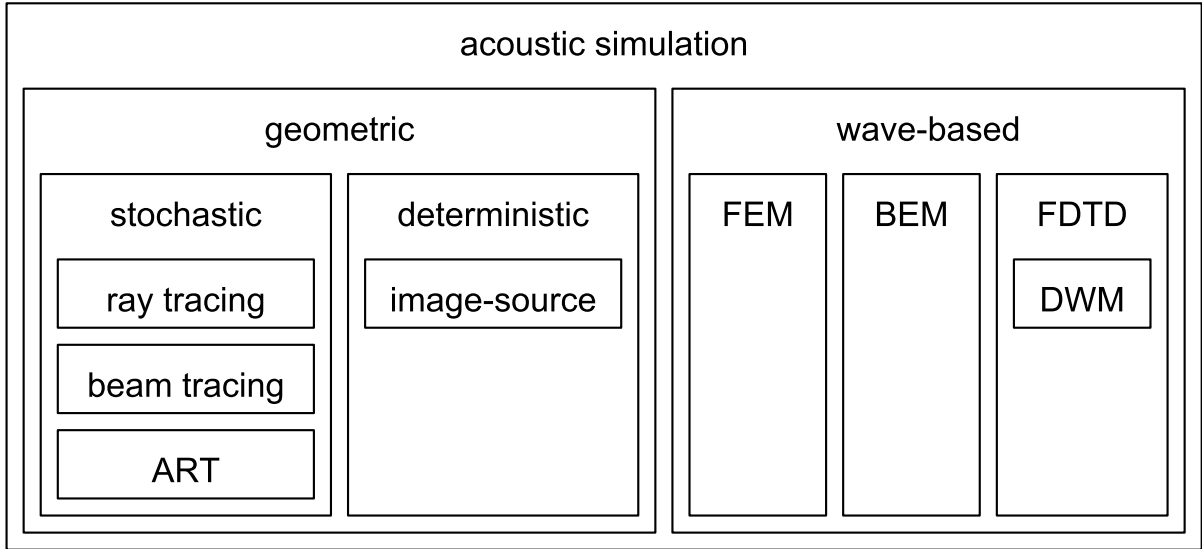 acoustic simulation
geometric
stochastic
ray tracing
beam tracing
ART
deterministic
image-source
wave-based
FEM
BEM
FDTD
DWM